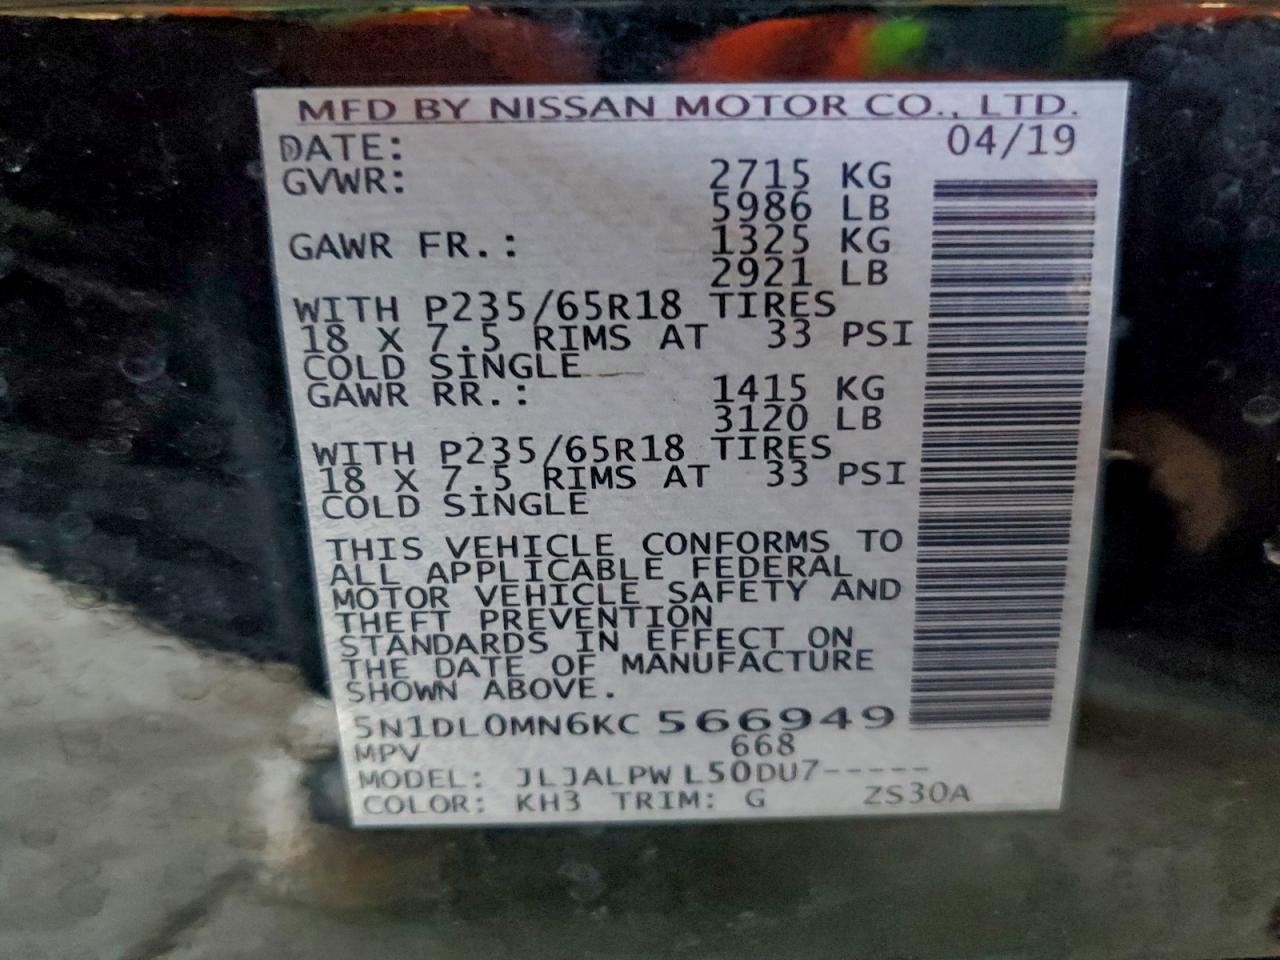 MFD BY NISSAN MOTOR CO., LTD.
DATE: 04/19
GVWR: 2715 KG
5986 LB
GAWR FR.: 1325 KG
2921 LB
WITH P235/65R18 TIRES
18 X 7.5 RIMS AT 33 PSI
COLD SINGLE
GAWR RR.: 1415 KG
3120 LB
WITH P235/65R18 TIRES
18 X 7.5 RIMS AT 33 PSI
COLD SINGLE
THIS VEHICLE CONFORMS TO
ALL APPLICABLE FEDERAL
MOTOR VEHICLE SAFETY AND
THEFT PREVENTION
STANDARDS IN EFFECT ON
THE DATE OF MANUFACTURE
SHOWN ABOVE.
5N1DL0MN6KC 566949
MPV 668
MODEL: JLJALPW L50DU7-----
COLOR: KH3 TRIM: G ZS30A